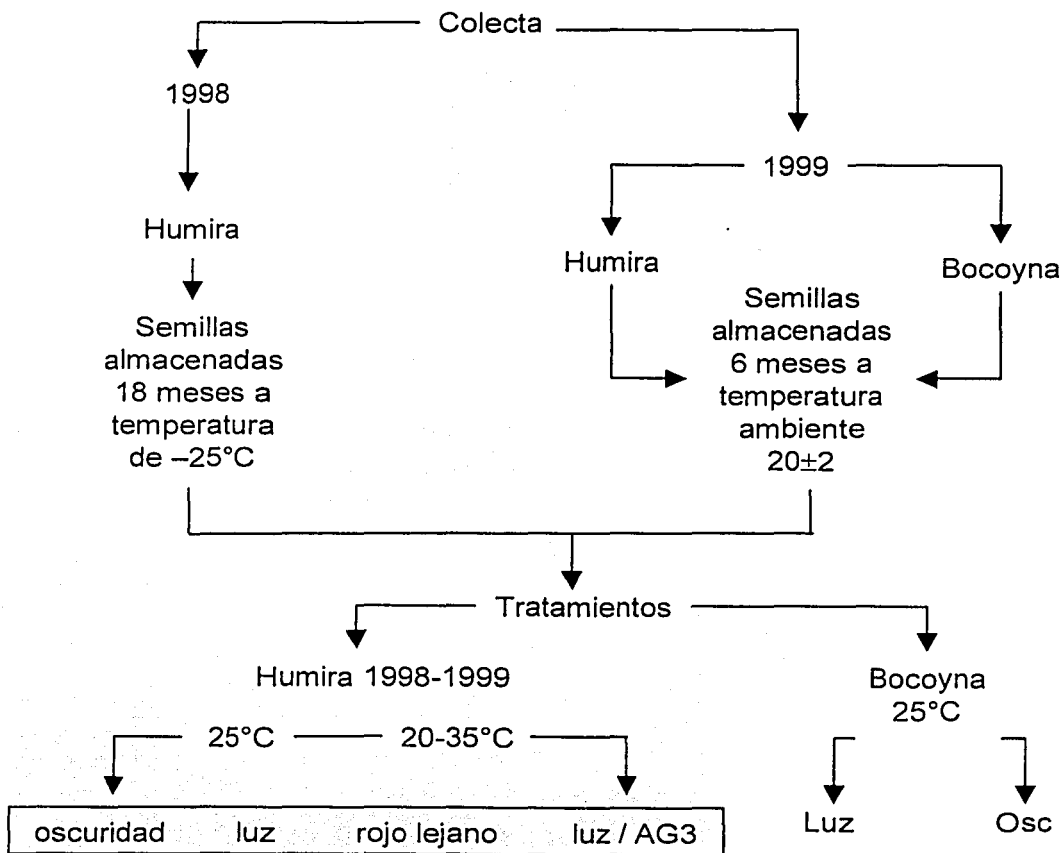 Colecta
1998
1999
Humira
Humira
Bocoyna
Semillas
almacenadas
18 meses a
temperatura
de –25°C
Semillas
almacenadas
6 meses a
temperatura
ambiente
20±2
Tratamientos
Humira 1998-1999
Bocoyna
25°C
25°C 20-35°C
oscuridad luz rojo lejano luz / AG3
Luz Osc